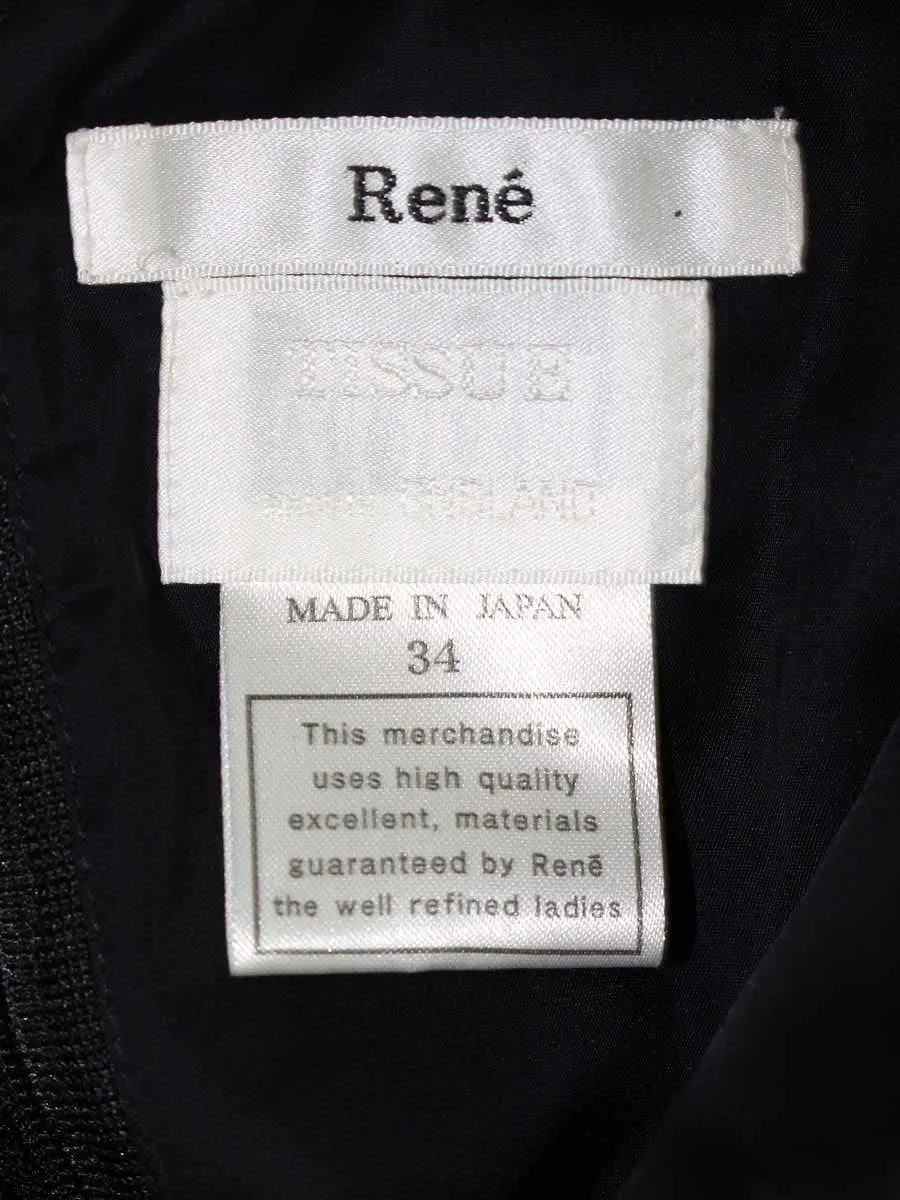 René
TISSUE
ENGLAND
MADE IN JAPAN
34
This merchandise
uses high quality
excellent, materials
guaranteed by René
the well refined ladies